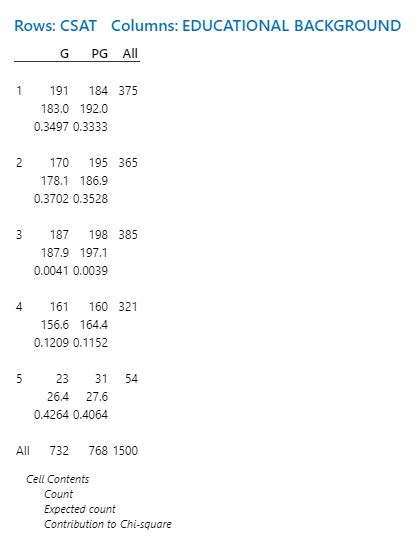 Rows: CSAT Columns: EDUCATIONAL BACKGROUND
G PG All
1 191 184 375
183.0 192.0
0.3497 0.3333
2 170 195 365
178.1 186.9
0.3702 0.3528
3 187 198 385
187.9 197.1
0.0041 0.0039
4 161 160 321
156.6 164.4
0.1209 0.1152
5 23 31 54
26.4 27.6
0.4264 0.4064
All 732 768 1500
Cell Contents
Count
Expected count
Contribution to Chi-square